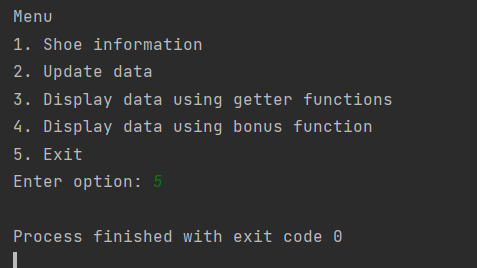 Menu
1. Shoe information
2. Update data
3. Display data using getter functions
4. Display data using bonus function
5. Exit
Enter option: 5
Process finished with exit code 0